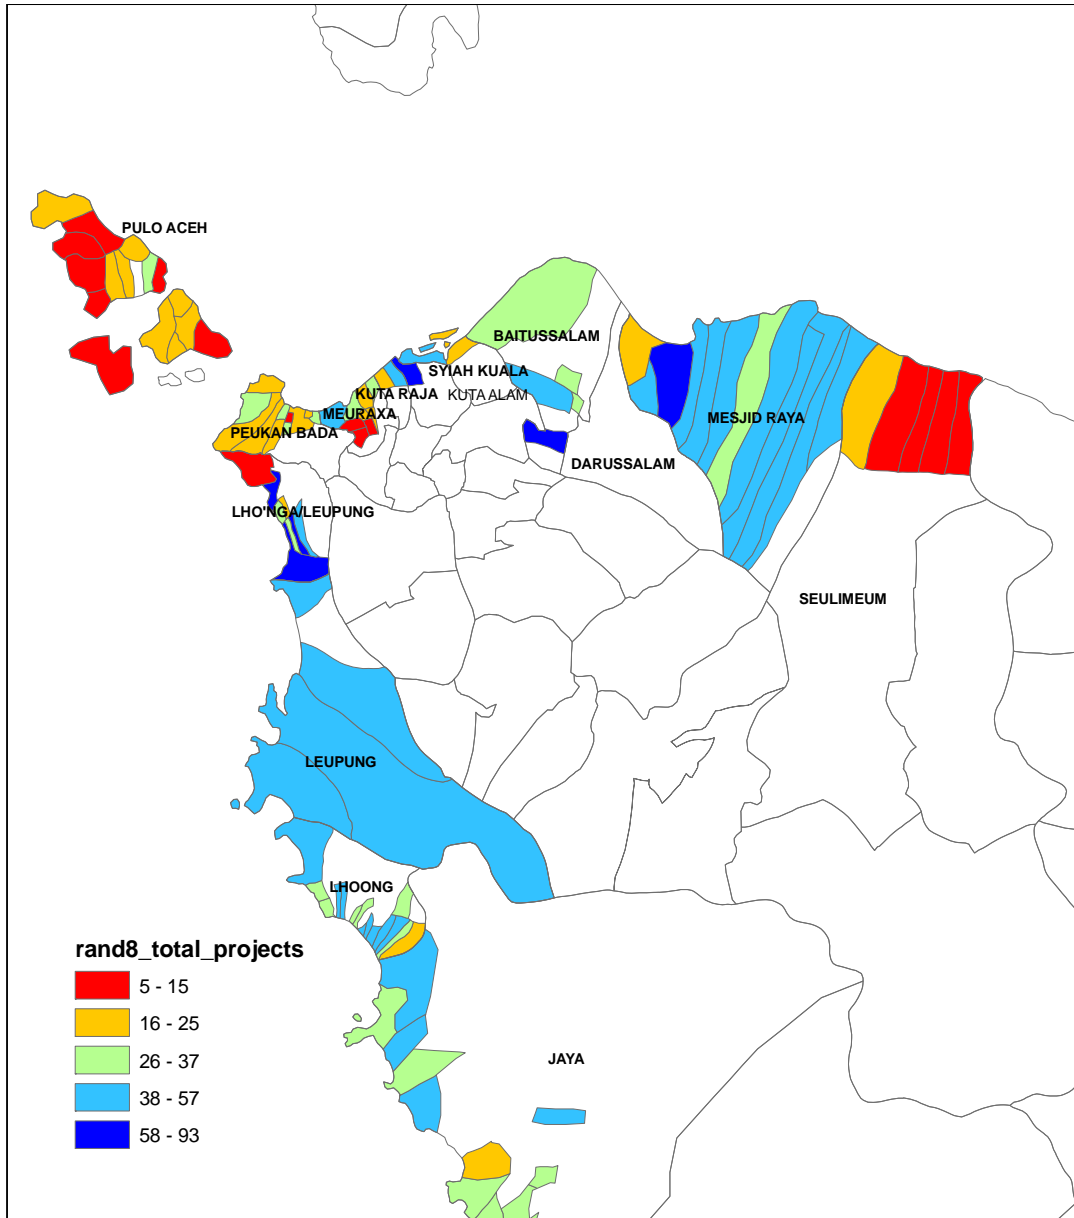 PULO ACEH
BAITUSSALAM
SYIAH KUALA
KUTA RAJA
KUTA ALAM
MEURAXA
MESJID RAYA
PEUKAN BADA
DARUSSALAM
LHO'NGA/LEUPUNG
SEULIMEUM
LEUPUNG
LHOONG
rand8_total_projects
5 - 15
16 - 25
26 - 37
38 - 57
58 - 93
JAYA